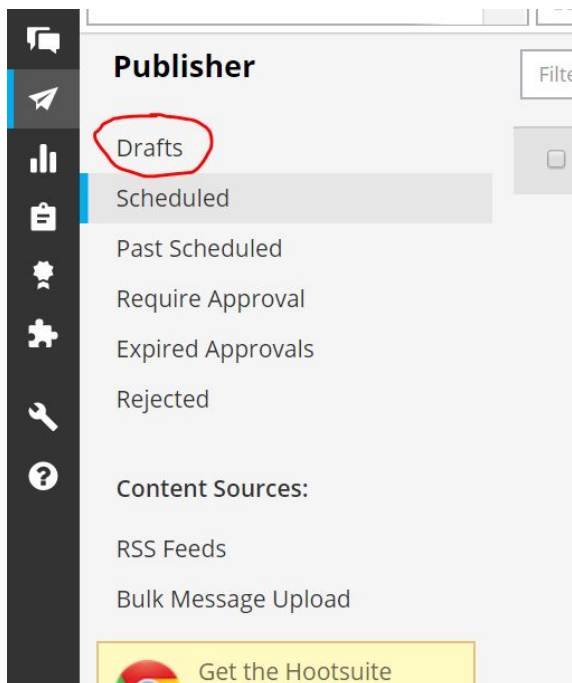 Publisher
Filte
Drafts
Scheduled
Past Scheduled
Require Approval
Expired Approvals
Rejected
Content Sources:
RSS Feeds
Bulk Message Upload
Get the Hootsuite